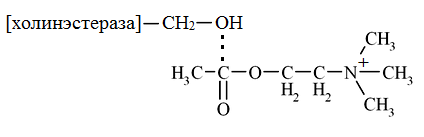 [холинэстераза]—CH₂—OH
CH₃
H₃C—C—O—C—C—N⁺—CH₃
H₂ H₂
O CH₃